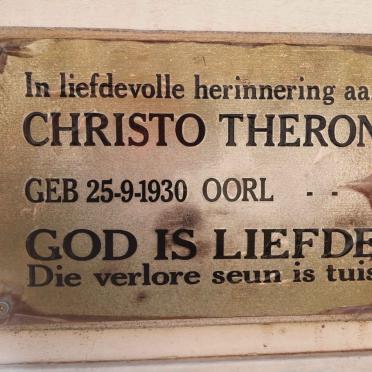 In liefdevolle herinnering aa
CHRISTO THERON
GEB 25-9-1930 OORL - -
GOD IS LIEFDE
Die verlore seun is tuis